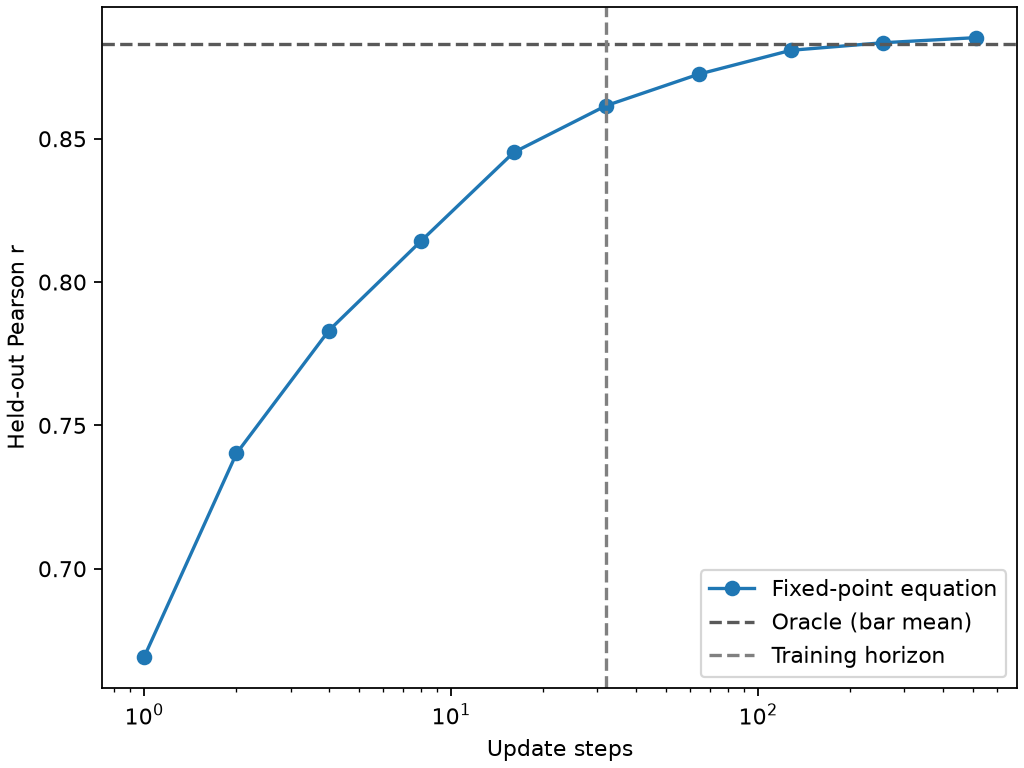 0.85
0.80
0.75
0.70
Held-out Pearson r
10⁰
10¹
10²
Update steps
Fixed-point equation
Oracle (bar mean)
Training horizon